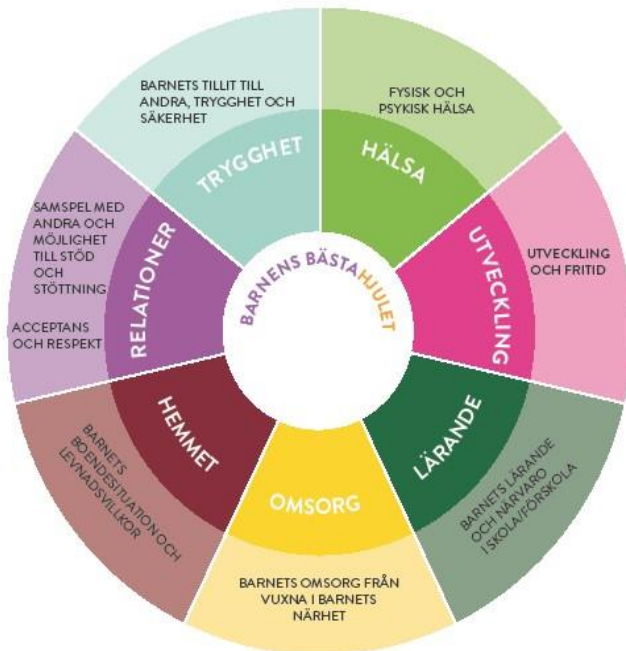 BARNETS TILLIT TILL
ANDRA, TRYGGHET OCH
SÄKERHET
TRYGGHET
FYSISK OCH
PSYKISK HÄLSA
HÄLSA
UTVECKLING
OCH FRITID
UTVECKLING
BARNETS LÄRANDE
OCH NÄRVARO
I SKOLA/FÖRSKOLA
LÄRANDE
OMSORG
BARNETS OMSORG FRÅN
VUXNA I BARNETS
NÄRHET
HEMMET
BARNETS
BOENDESITUATION OCH
LEVNADSVILLKOR
RELATIONER
SAMSPEL MED
ANDRA OCH
MÖJLIGHET
TILL STÖD
OCH
STÖTTNING
ACCEPTANS
OCH RESPEKT
BARNENS BÄSTA HJULET